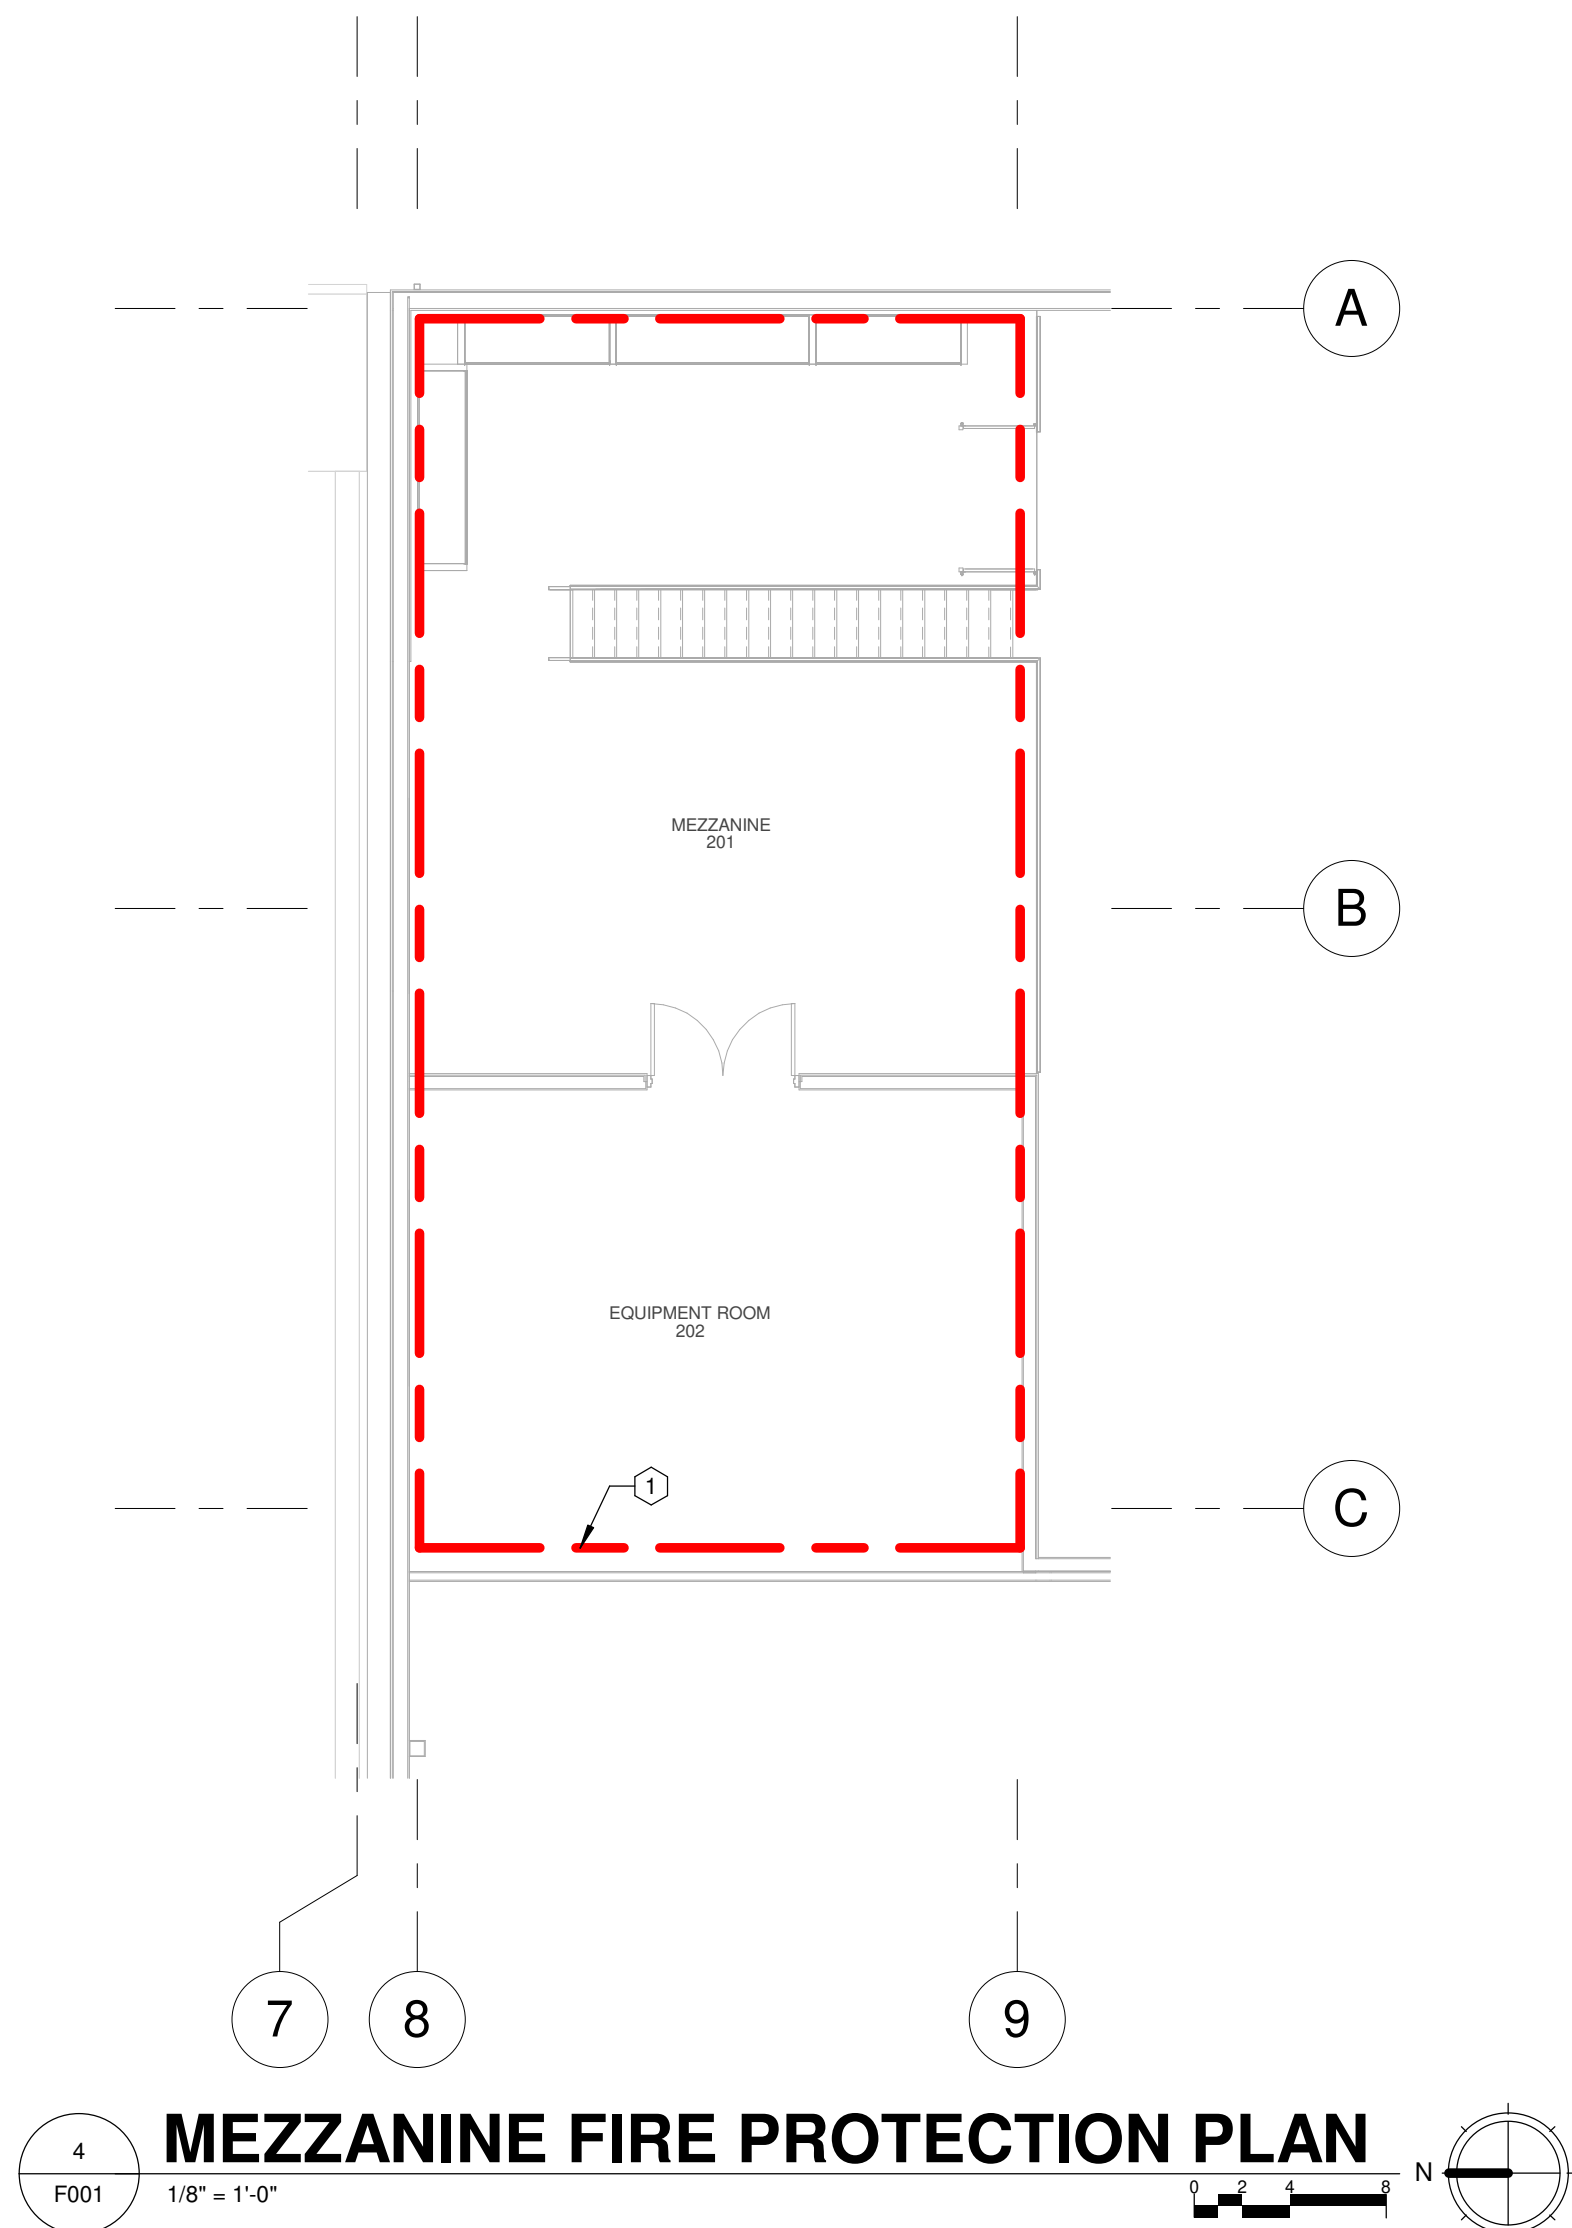 A
MEZZANINE
201
B
EQUIPMENT ROOM
202
1
C
7
8
9
4
F001
MEZZANINE FIRE PROTECTION PLAN
1/8" = 1'-0"
0 2 4 8
N